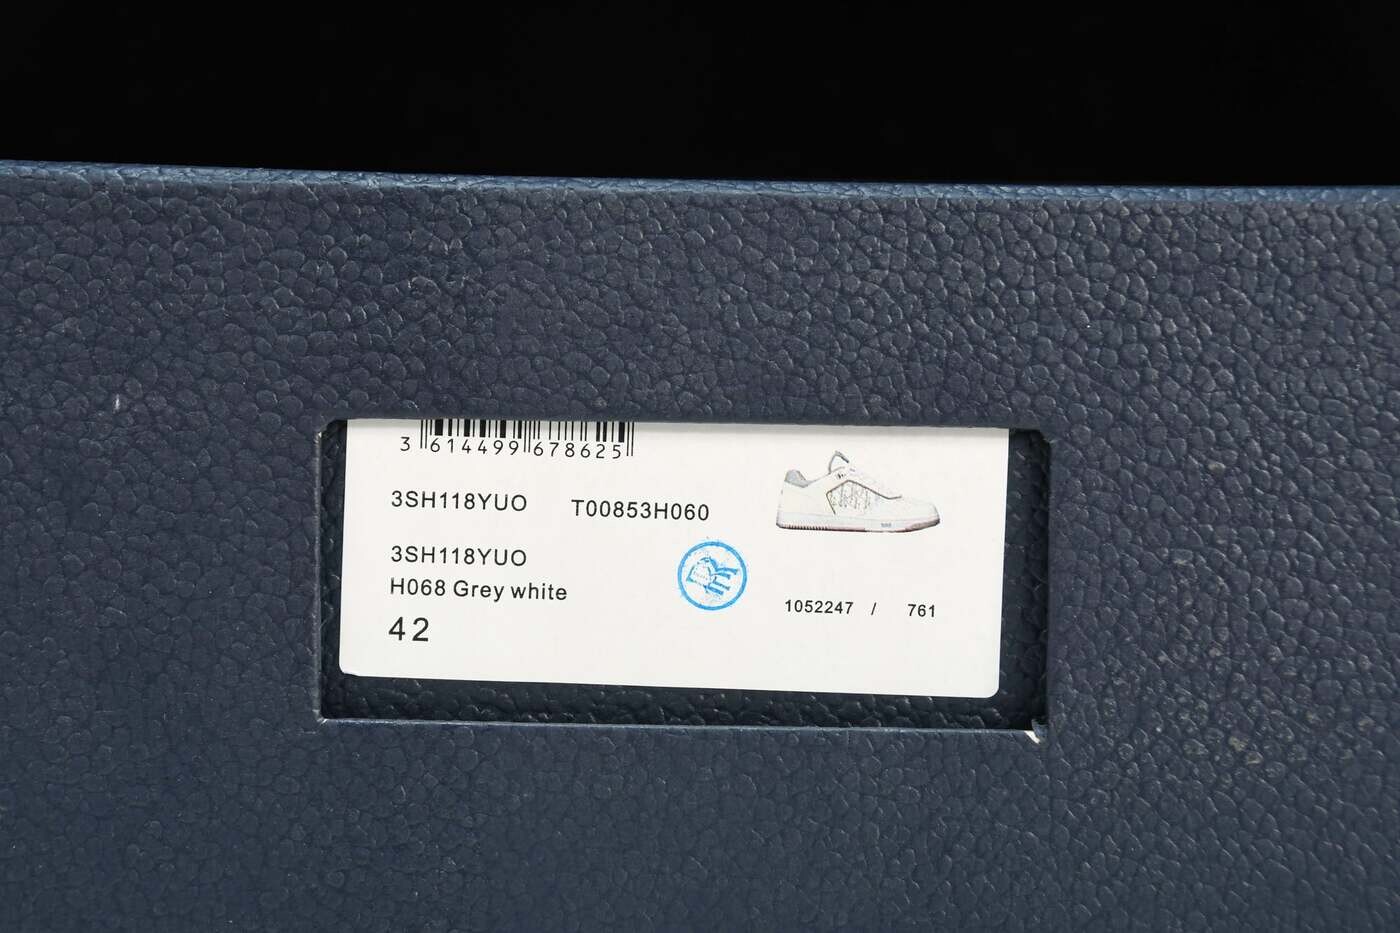 3 614499 678625
3SH118YUO T00853H060
3SH118YUO
H068 Grey white
42
1052247 / 761